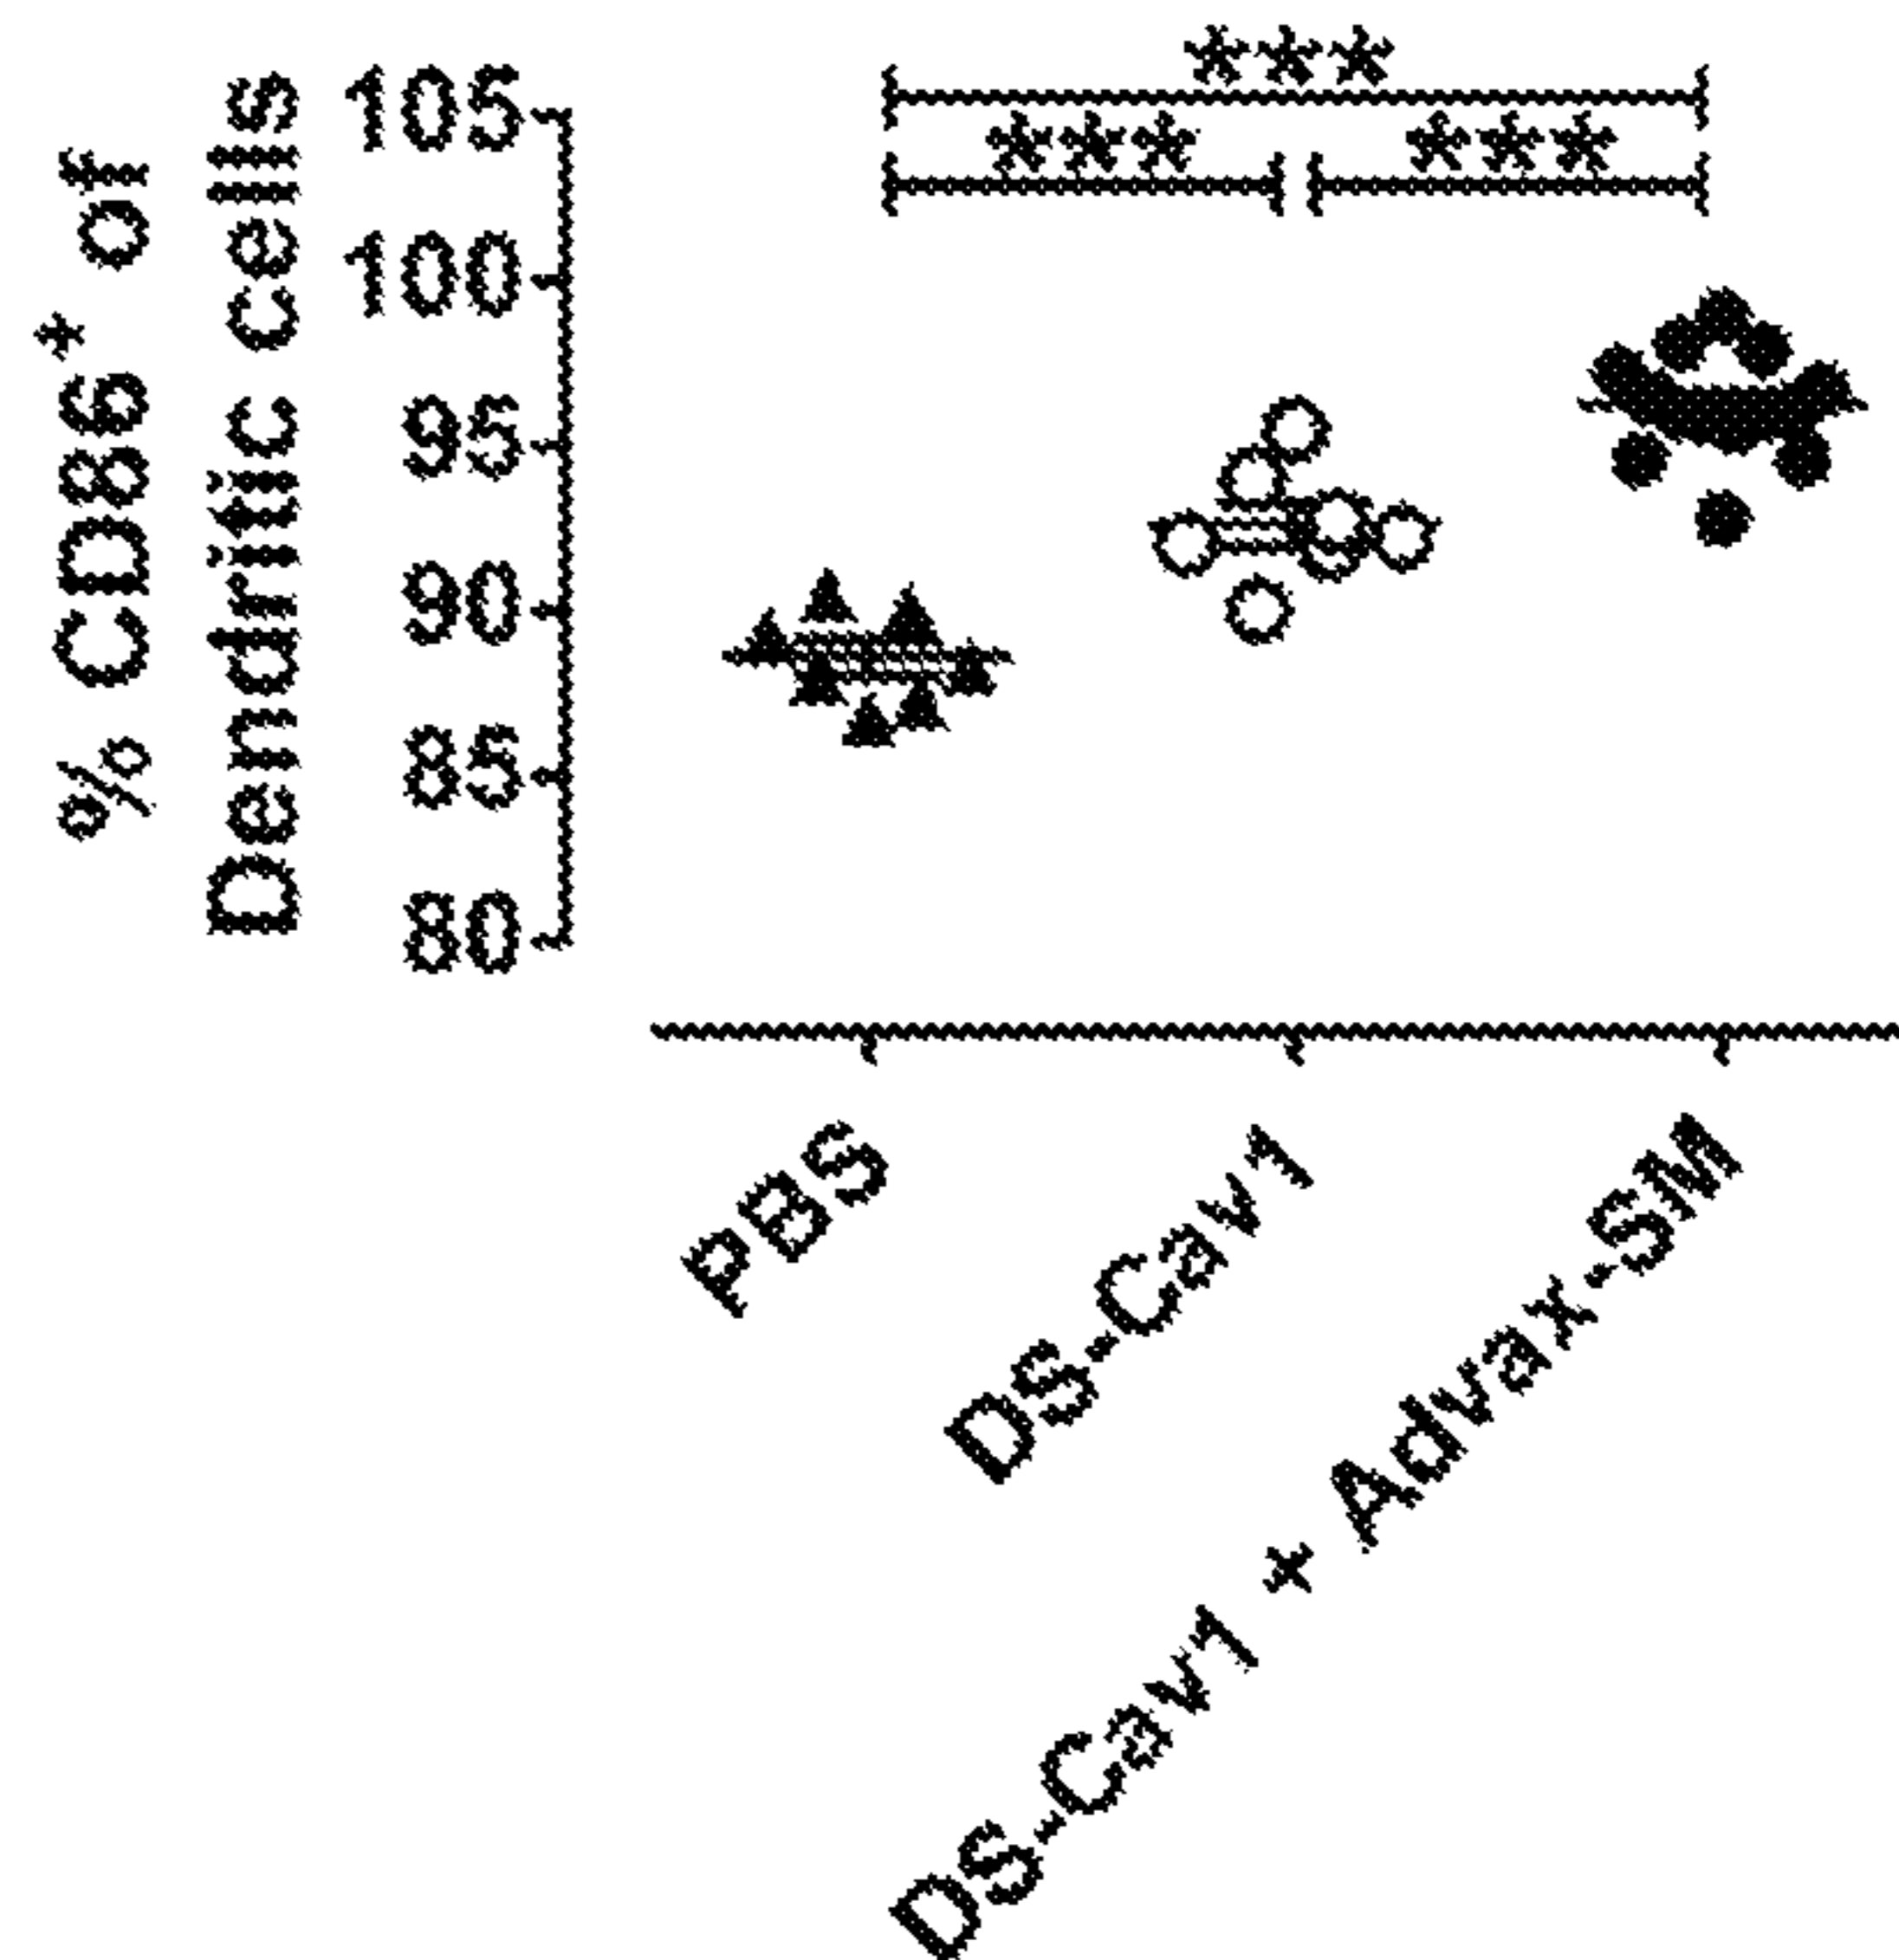 % CD86⁺ of
Dendritic cells
105
100
95
90
85
80
***
***
***
PBS
DS-Cav1
DS-Cav1 + Advax-SM